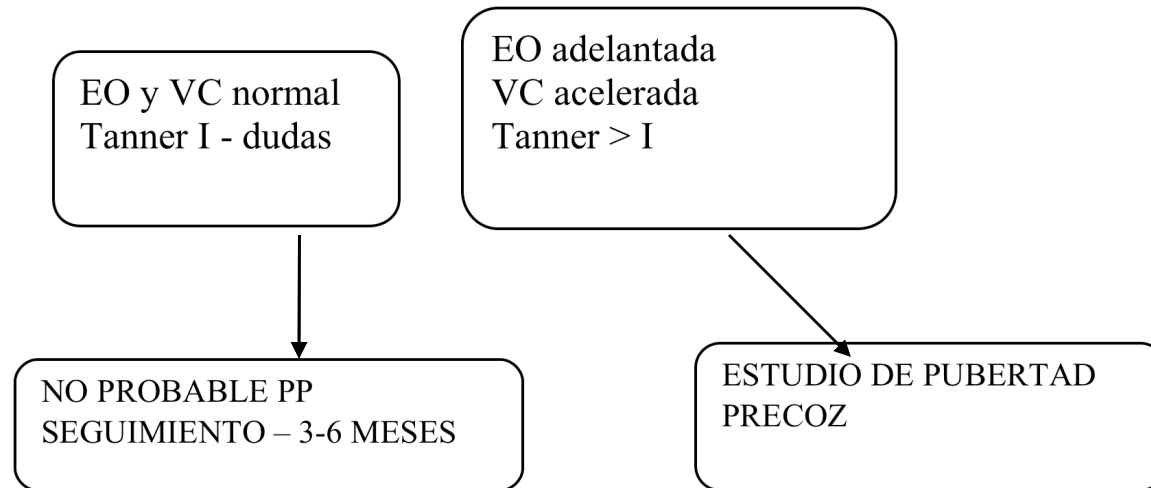 EO y VC normal
Tanner I - dudas
EO adelantada
VC acelerada
Tanner > I
NO PROBABLE PP
SEGUIMIENTO – 3-6 MESES
ESTUDIO DE PUBERTAD
PRECOZ